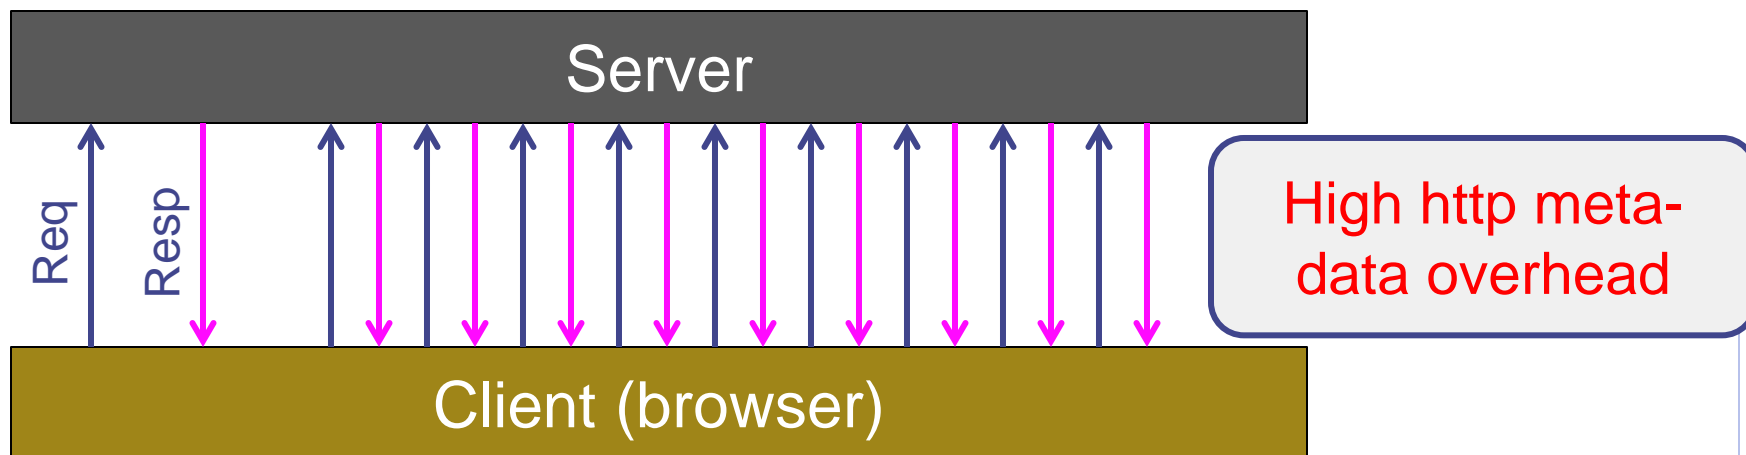 Server
Req
Resp
High http meta-
data overhead
Client (browser)